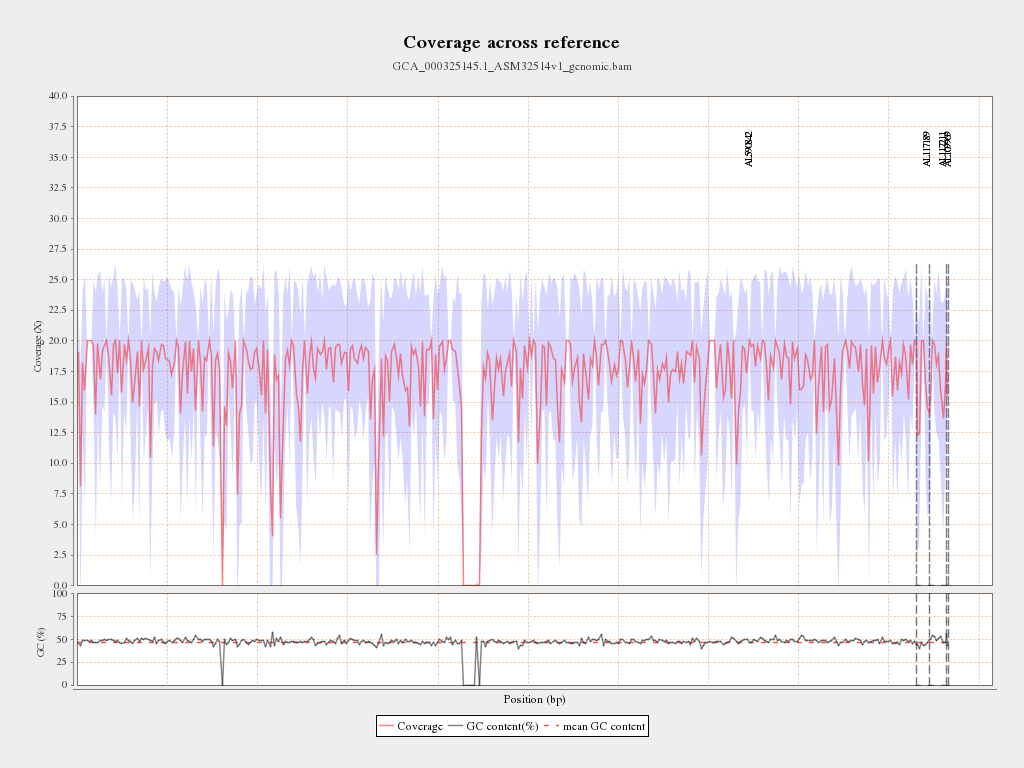 Coverage across reference
GCA_000325145.1_ASM32514v1_genomic.bam
40.0
37.5
35.0
32.5
30.0
27.5
25.0
22.5
20.0
17.5
15.0
12.5
10.0
7.5
5.0
2.5
0.0
Coverage (X)
AL590842
AL117189
AL117211
AL109969
100
75
50
25
0
GC (%)
Position (bp)
Coverage GC content(%) mean GC content